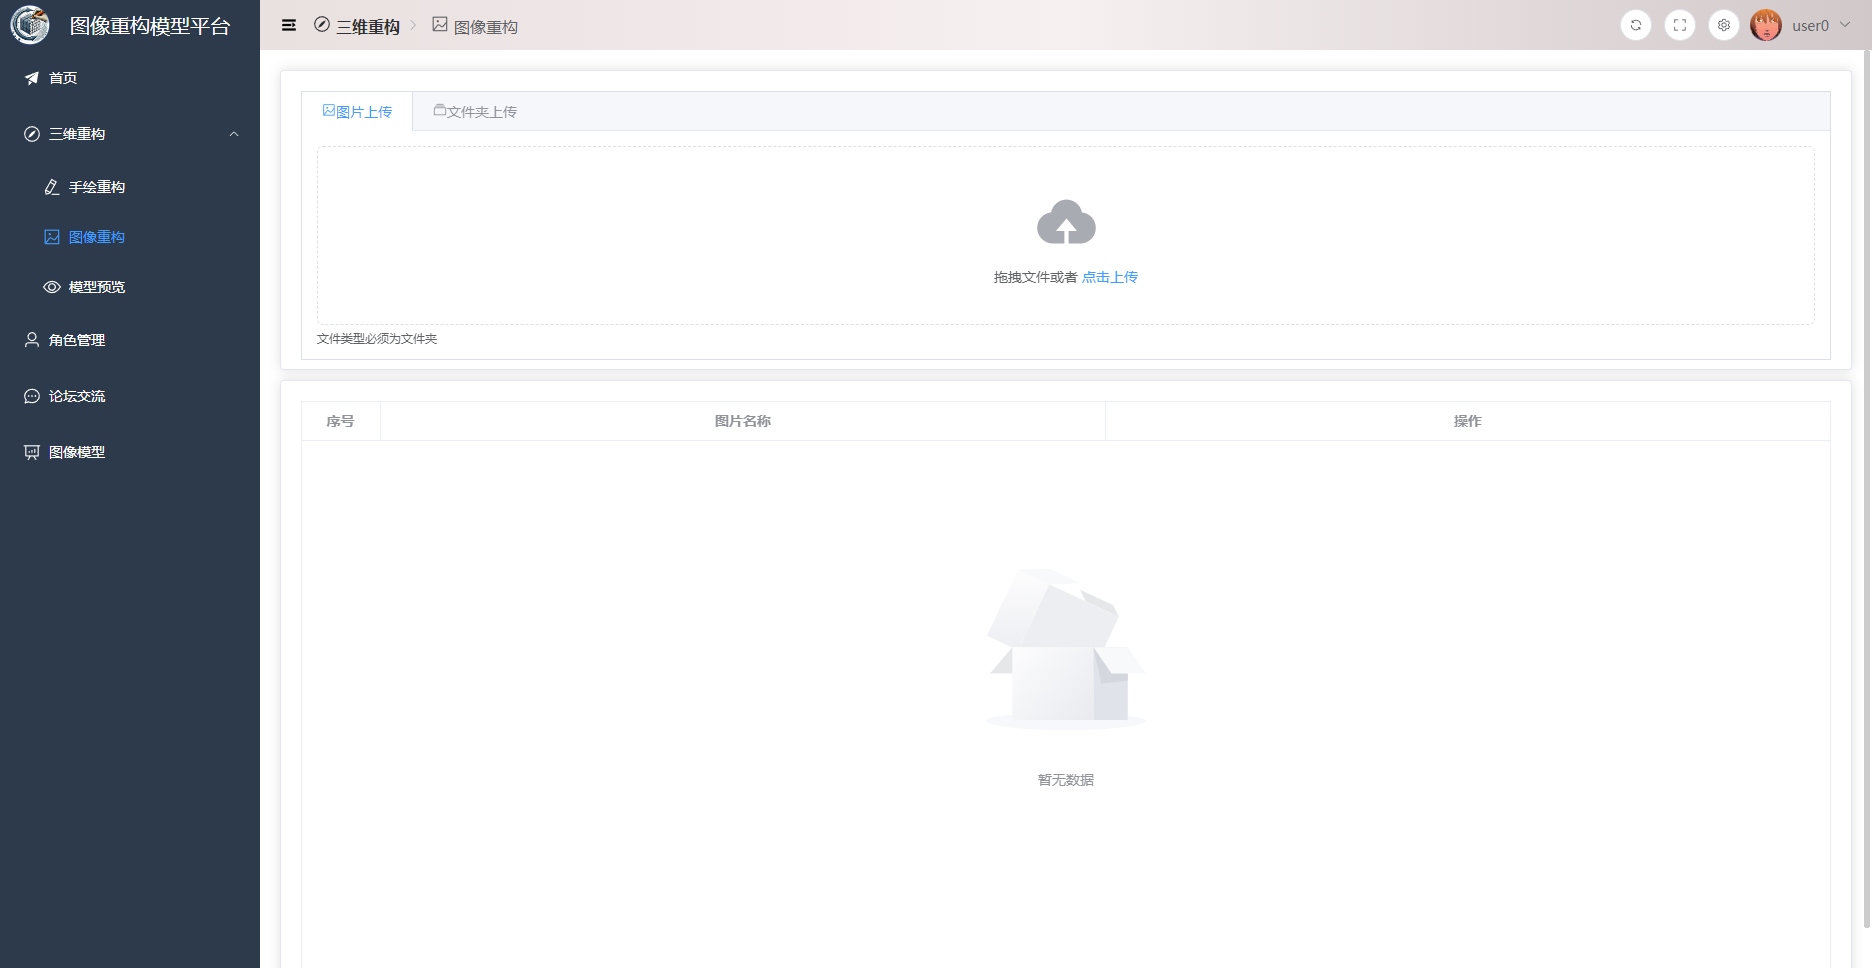 图像重构模型平台
三维重构
图像重构
user0
首页
三维重构
手绘重构
图像重构
模型预览
角色管理
论坛交流
图像模型
图片上传
文件夹上传
拖拽文件或者 点击上传
文件类型必须为文件夹
序号 图片名称 操作
暂无数据